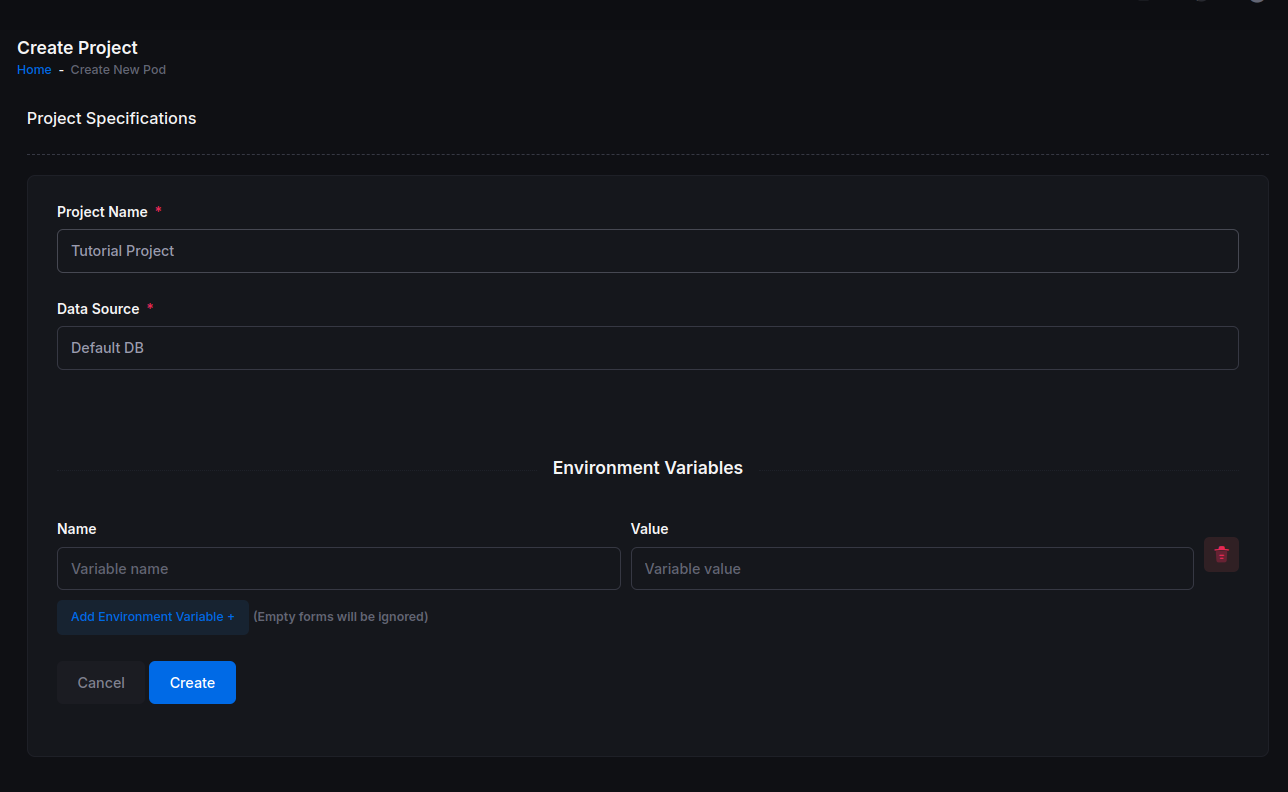 Create Project
Home - Create New Pod
Project Specifications
Project Name *
Tutorial Project
Data Source *
Default DB
Environment Variables
Name Value
Variable name Variable value
Add Environment Variable + (Empty forms will be ignored)
Cancel Create